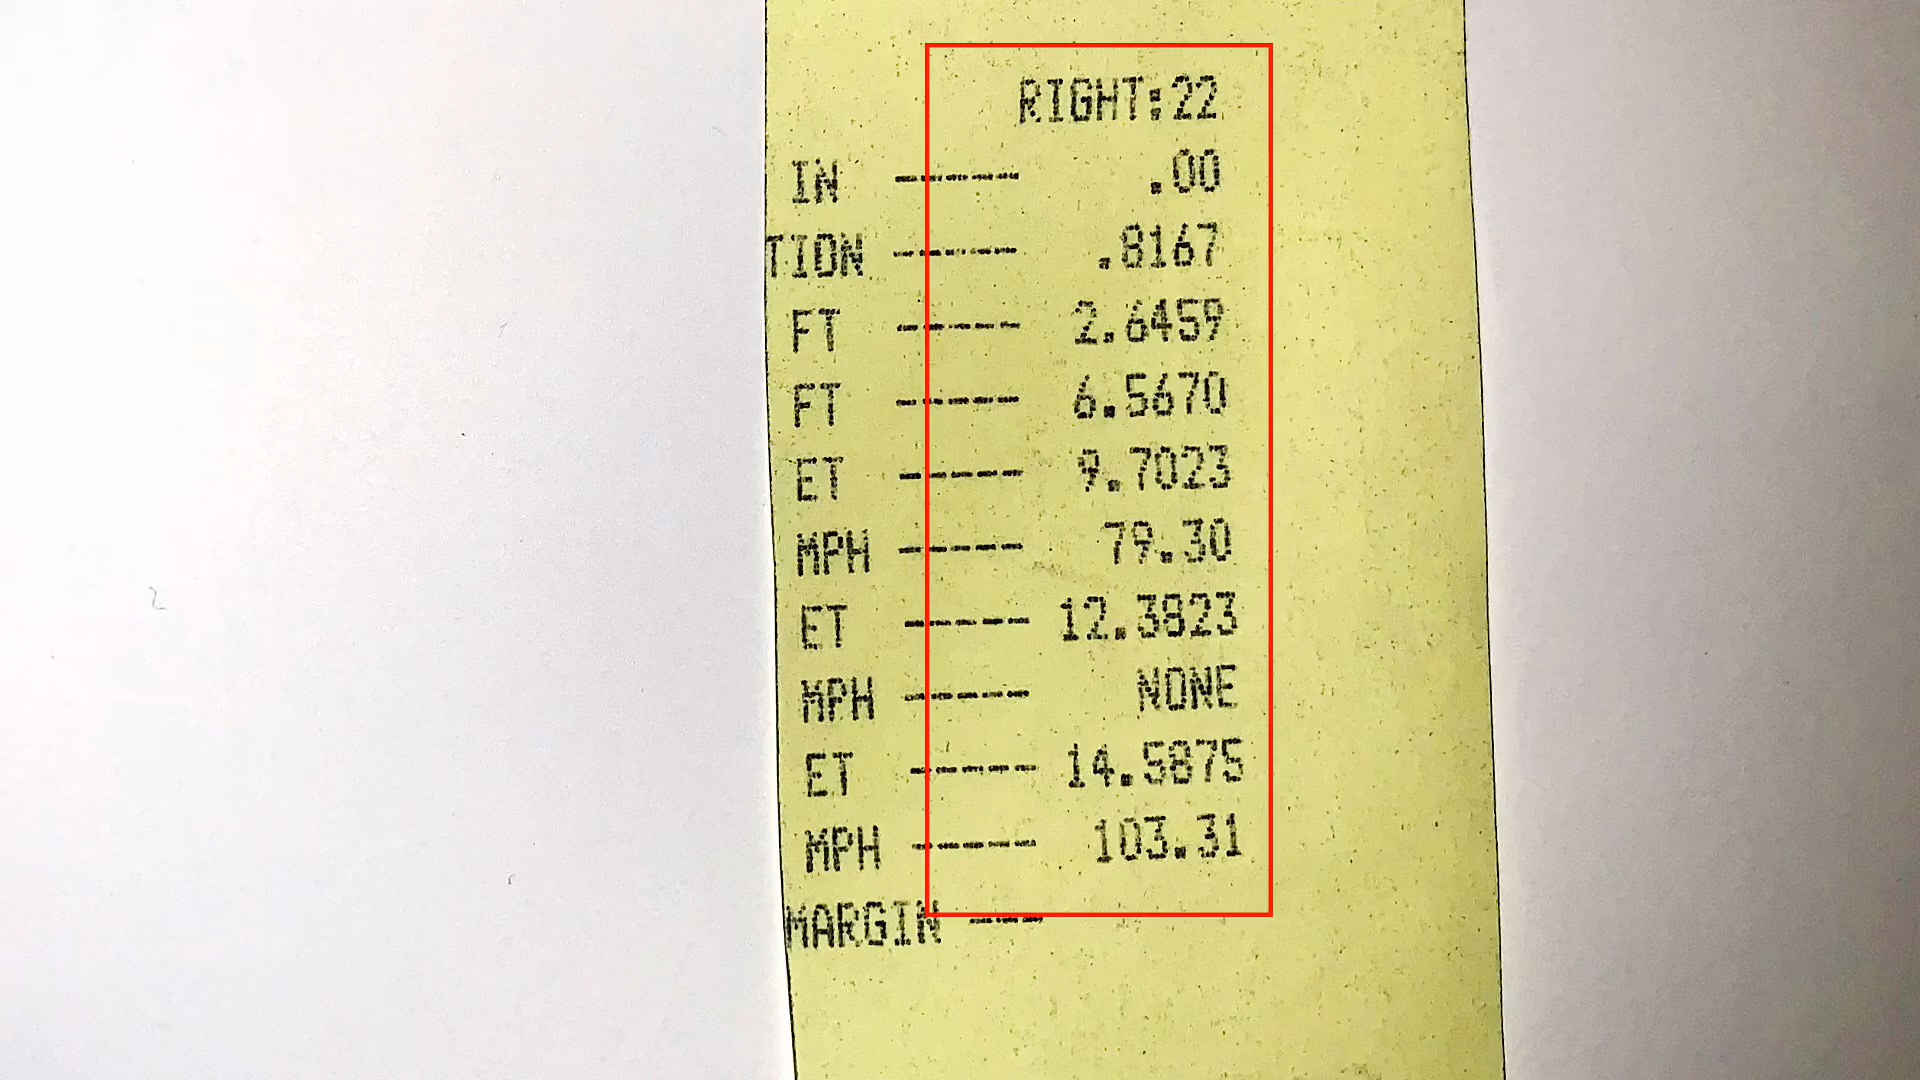 RIGHT:22
IN ----- .00
TION ----- .8167
FT ----- 2.6459
FT ----- 6.5670
ET ----- 9.7023
MPH ----- 79.30
ET ----- 12.3823
MPH ----- NONE
ET ----- 14.5875
MPH ----- 103.31
MARGIN ---